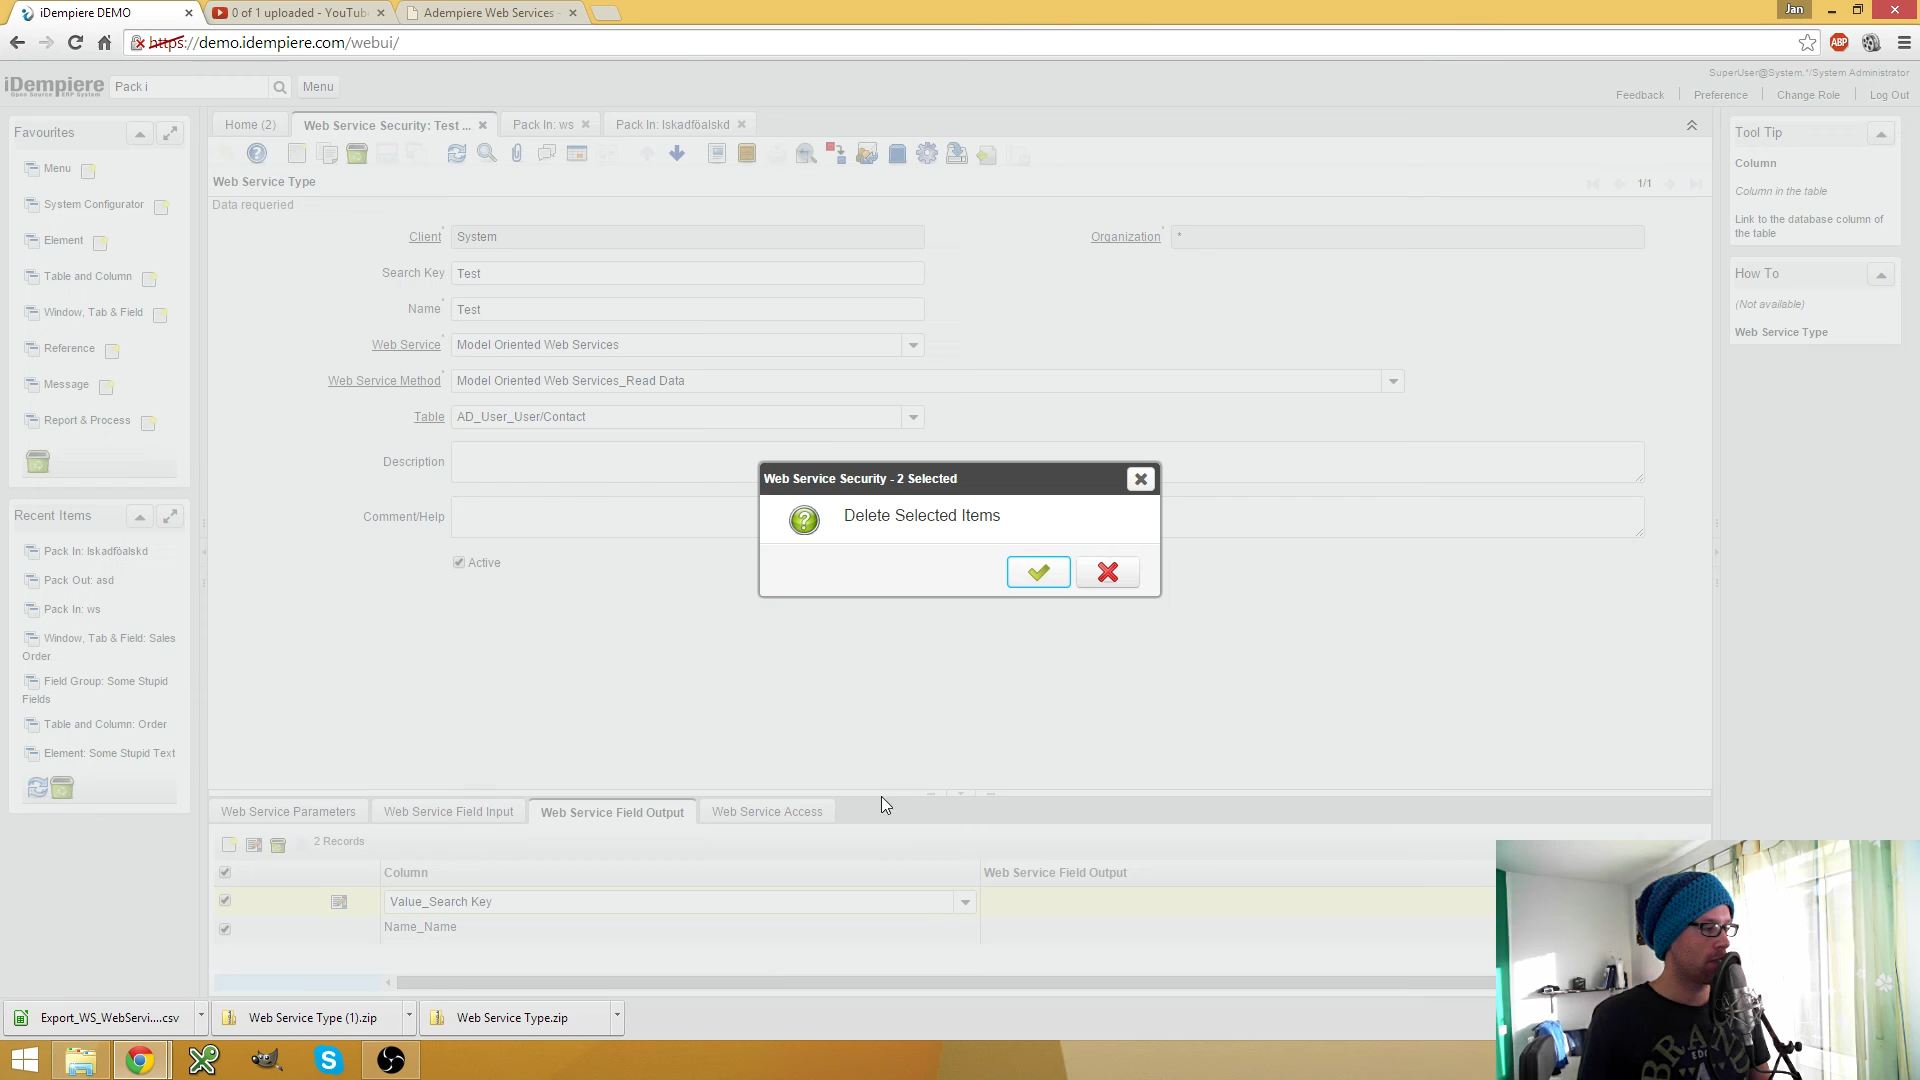 iDempiere DEMO
0 of 1 uploaded - YouTub
Adempiere Web Services -
Jan
https://demo.idempiere.com/webui/
ABP
iDempiere
Open Source ERP System
Pack i
Menu
SuperUser@System.*/System Administrator
Feedback
Preference
Change Role
Log Out
Favourites
Menu
System Configurator
Element
Table and Column
Window, Tab & Field
Reference
Message
Report & Process
Recent Items
Pack In: lskadföalskd
Pack Out: asd
Pack In: ws
Window, Tab & Field: Sales
Order
Field Group: Some Stupid
Fields
Table and Column: Order
Element: Some Stupid Text
Home (2)
Web Service Security: Test ...
Pack In: ws
Pack In: lskadföalskd
Web Service Type
1/1
Data requeried
Client
System
Organization
*
Search Key
Test
Name
Test
Web Service
Model Oriented Web Services
Web Service Method
Model Oriented Web Services_Read Data
Table
AD_User_User/Contact
Description
Comment/Help
Active
Web Service Security - 2 Selected
Delete Selected Items
Web Service Parameters
Web Service Field Input
Web Service Field Output
Web Service Access
2 Records
Column
Web Service Field Output
Value_Search Key
Name_Name
Tool Tip
Column
Column in the table
Link to the database column of
the table
How To
(Not available)
Web Service Type
Export_WS_WebServi....csv
Web Service Type (1).zip
Web Service Type.zip
BRAN